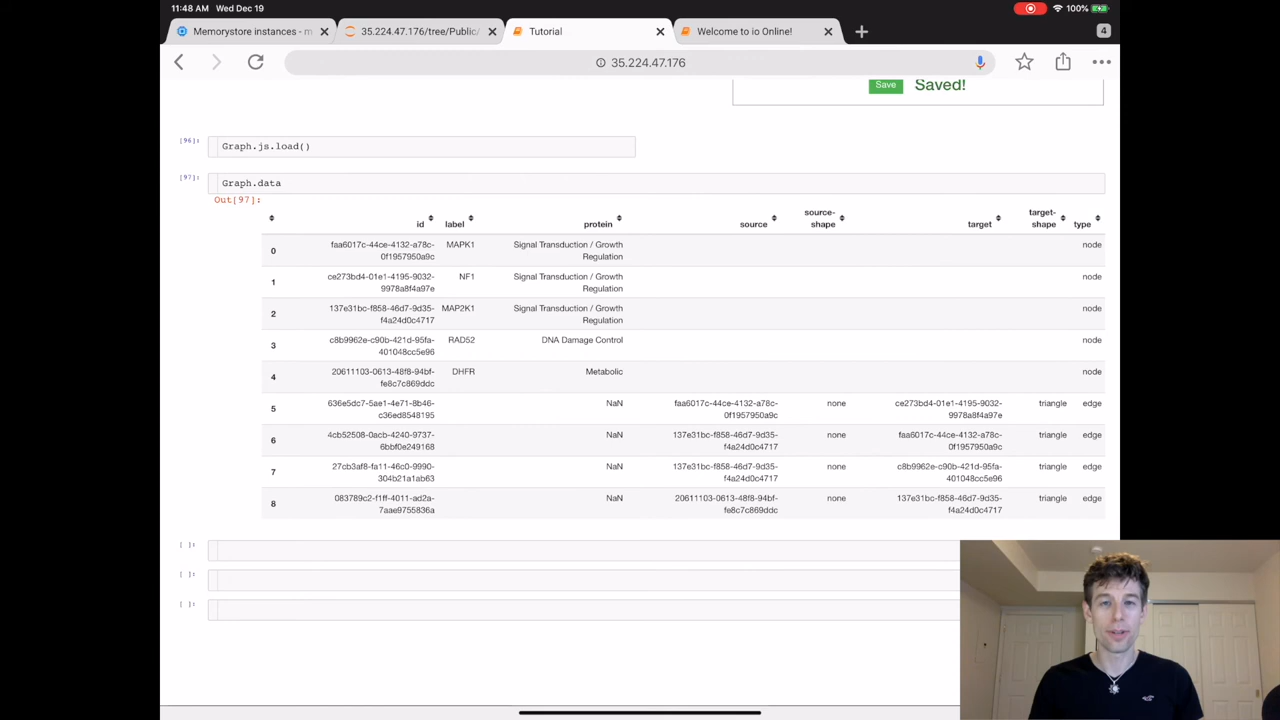 11:48 AM Wed Dec 19
100%
Memorystore instances - m
35.224.47.176/tree/Public/
Tutorial
Welcome to io Online!
4
35.224.47.176
Save Saved!
[96]: Graph.js.load()
[97]: Graph.data
Out[97]:
id label protein source source-shape target target-shape type
0 faa6017c-44ce-4132-a78c-0f1957950a9c MAPK1 Signal Transduction / Growth Regulation node
1 ce273bd4-01e1-4195-9032-9978a8f4a97e NF1 Signal Transduction / Growth Regulation node
2 137e31bc-f858-46d7-9d35-f4a24d0c4717 MAP2K1 Signal Transduction / Growth Regulation node
3 c8b9962e-c90b-421d-95fa-401048cc5e96 RAD52 DNA Damage Control node
4 20611103-0613-48f8-94bf-fe8c7c869ddc DHFR Metabolic node
5 636e5dc7-5ae1-4e71-8b46-c36ed8548195 NaN faa6017c-44ce-4132-a78c-0f1957950a9c none ce273bd4-01e1-4195-9032-9978a8f4a97e triangle edge
6 4cb52508-0acb-4240-9737-6bbf0e249168 NaN 137e31bc-f858-46d7-9d35-f4a24d0c4717 none faa6017c-44ce-4132-a78c-0f1957950a9c triangle edge
7 27cb3af8-fa11-46c0-9990-304b21a1ab63 NaN 137e31bc-f858-46d7-9d35-f4a24d0c4717 none c8b9962e-c90b-421d-95fa-401048cc5e96 triangle edge
8 083789c2-f1ff-4011-ad2a-7aae9755836a NaN 20611103-0613-48f8-94bf-fe8c7c869ddc none 137e31bc-f858-46d7-9d35-f4a24d0c4717 triangle edge
[ ]:
[ ]:
[ ]: